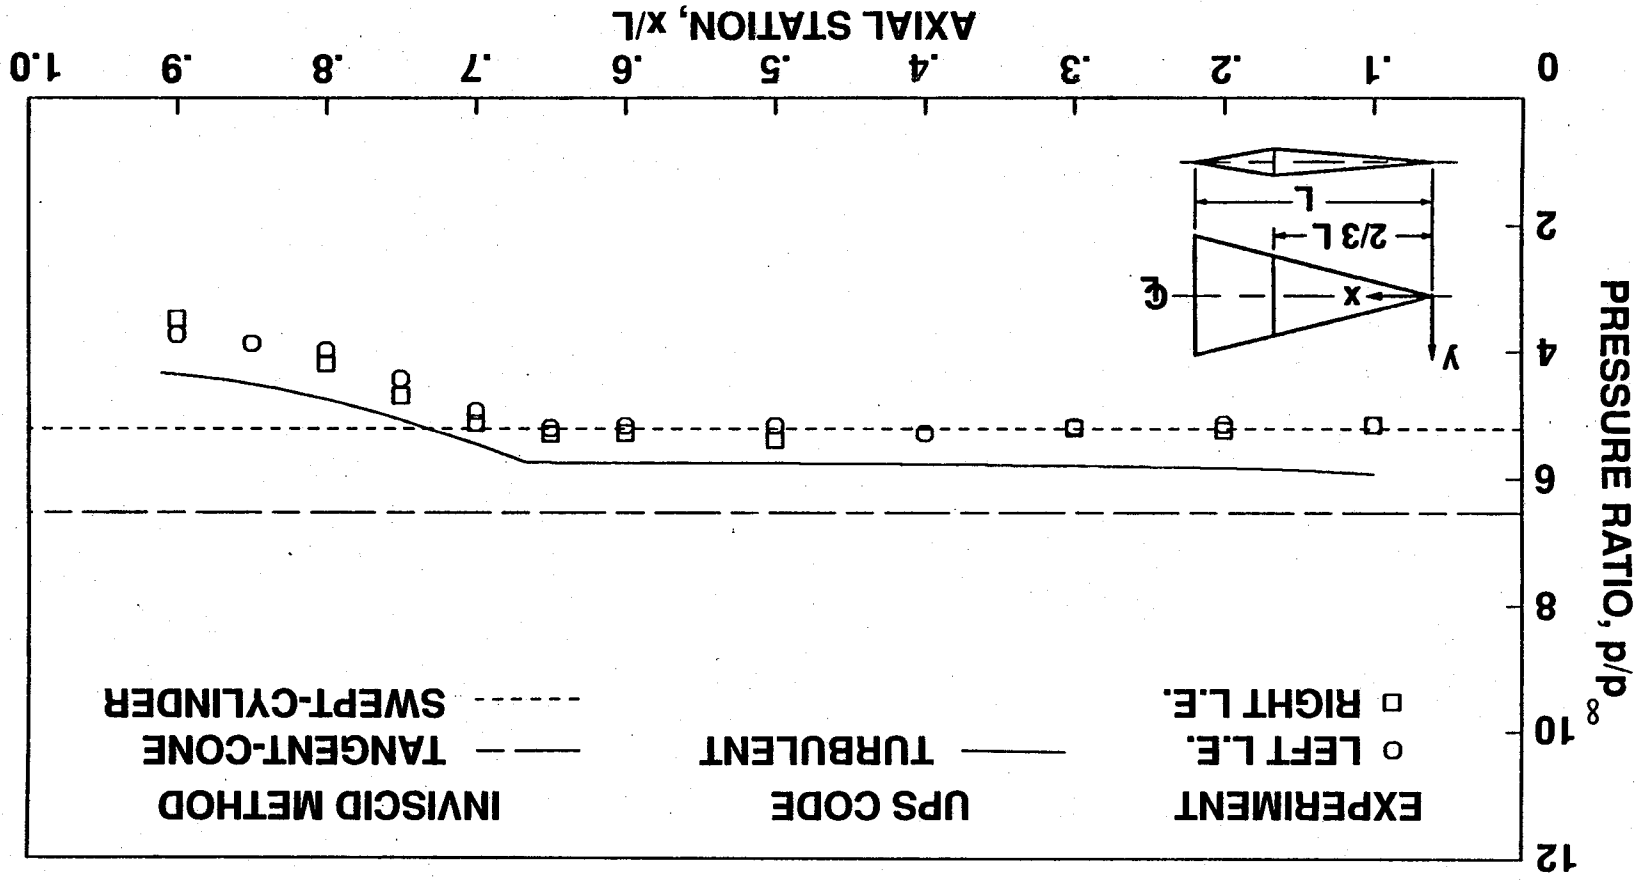 12
10
8
6
4
2
0
PRESSURE RATIO, p/p∞
EXPERIMENT
○ LEFT L.E.
□ RIGHT L.E.
UPS CODE
TURBULENT
INVISCID METHOD
TANGENT-CONE
SWEPT-CYLINDER
y
x
℄
2/3 L
L
.1 .2 .3 .4 .5 .6 .7 .8 .9 1.0
AXIAL STATION, x/L